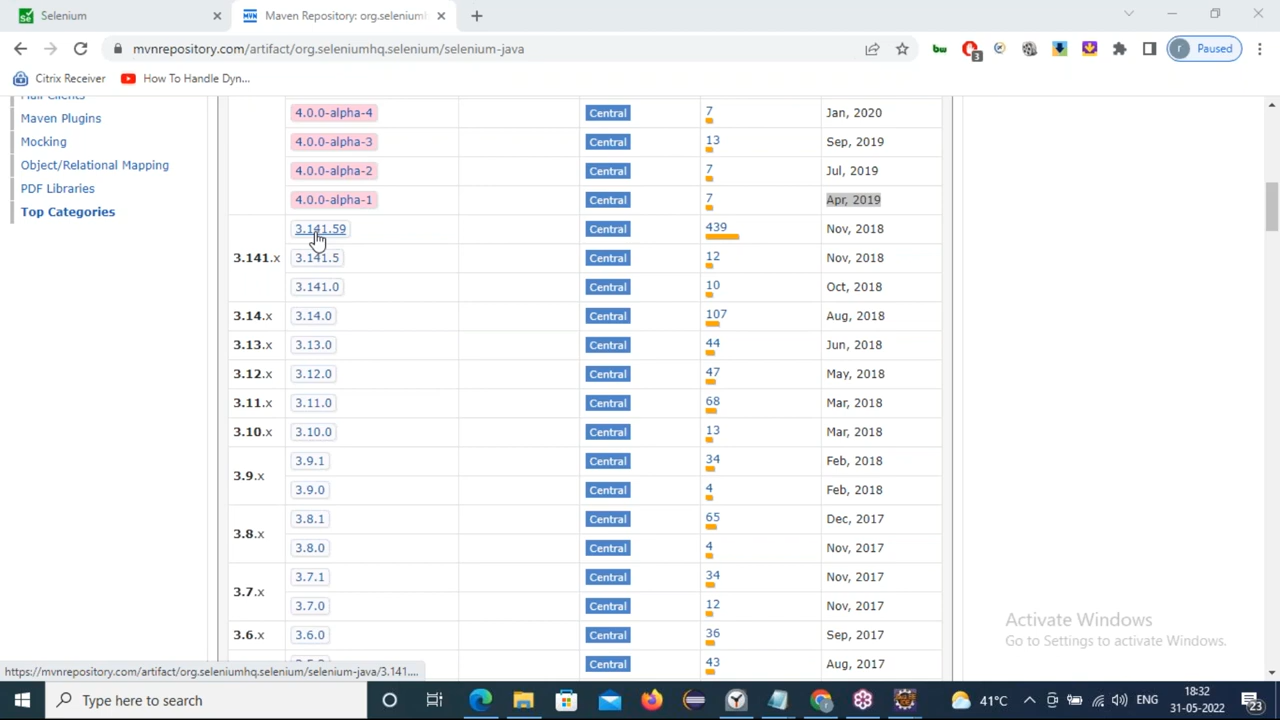 Selenium
MVN Maven Repository: org.selenium
mvnrepository.com/artifact/org.seleniumhq.selenium/selenium-java
bw
3
r Paused
Citrix Receiver
How To Handle Dyn...
Maven Plugins
Mocking
Object/Relational Mapping
PDF Libraries
Top Categories
4.0.0-alpha-4 Central 7 Jan, 2020
4.0.0-alpha-3 Central 13 Sep, 2019
4.0.0-alpha-2 Central 7 Jul, 2019
4.0.0-alpha-1 Central 7 Apr, 2019
3.141.59 Central 439 Nov, 2018
3.141.x 3.141.5 Central 12 Nov, 2018
3.141.0 Central 10 Oct, 2018
3.14.x 3.14.0 Central 107 Aug, 2018
3.13.x 3.13.0 Central 44 Jun, 2018
3.12.x 3.12.0 Central 47 May, 2018
3.11.x 3.11.0 Central 68 Mar, 2018
3.10.x 3.10.0 Central 13 Mar, 2018
3.9.x
3.9.1 Central 34 Feb, 2018
3.9.0 Central 4 Feb, 2018
3.8.x
3.8.1 Central 65 Dec, 2017
3.8.0 Central 4 Nov, 2017
3.7.x
3.7.1 Central 34 Nov, 2017
3.7.0 Central 12 Nov, 2017
3.6.x 3.6.0 Central 36 Sep, 2017
Central 43 Aug, 2017
Activate Windows
Go to Settings to activate Windows.
https://mvnrepository.com/artifact/org.seleniumhq.selenium/selenium-java/3.141....
Type here to search
41°C
ENG
18:32
31-05-2022
23